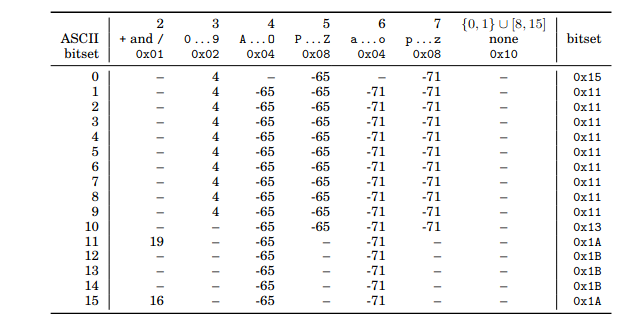 2 3 4 5 6 7 {0, 1} ∪ [8, 15]
ASCII + and / 0...9 A...O P...Z a...o p...z none bitset
bitset 0x01 0x02 0x04 0x08 0x04 0x08 0x10
0 – 4 – -65 – -71 – 0x15
1 – 4 -65 -65 -71 -71 – 0x11
2 – 4 -65 -65 -71 -71 – 0x11
3 – 4 -65 -65 -71 -71 – 0x11
4 – 4 -65 -65 -71 -71 – 0x11
5 – 4 -65 -65 -71 -71 – 0x11
6 – 4 -65 -65 -71 -71 – 0x11
7 – 4 -65 -65 -71 -71 – 0x11
8 – 4 -65 -65 -71 -71 – 0x11
9 – 4 -65 -65 -71 -71 – 0x11
10 – – -65 -65 -71 -71 – 0x13
11 19 – -65 – -71 – – 0x1A
12 – – -65 – -71 – – 0x1B
13 – – -65 – -71 – – 0x1B
14 – – -65 – -71 – – 0x1B
15 16 – -65 – -71 – – 0x1A